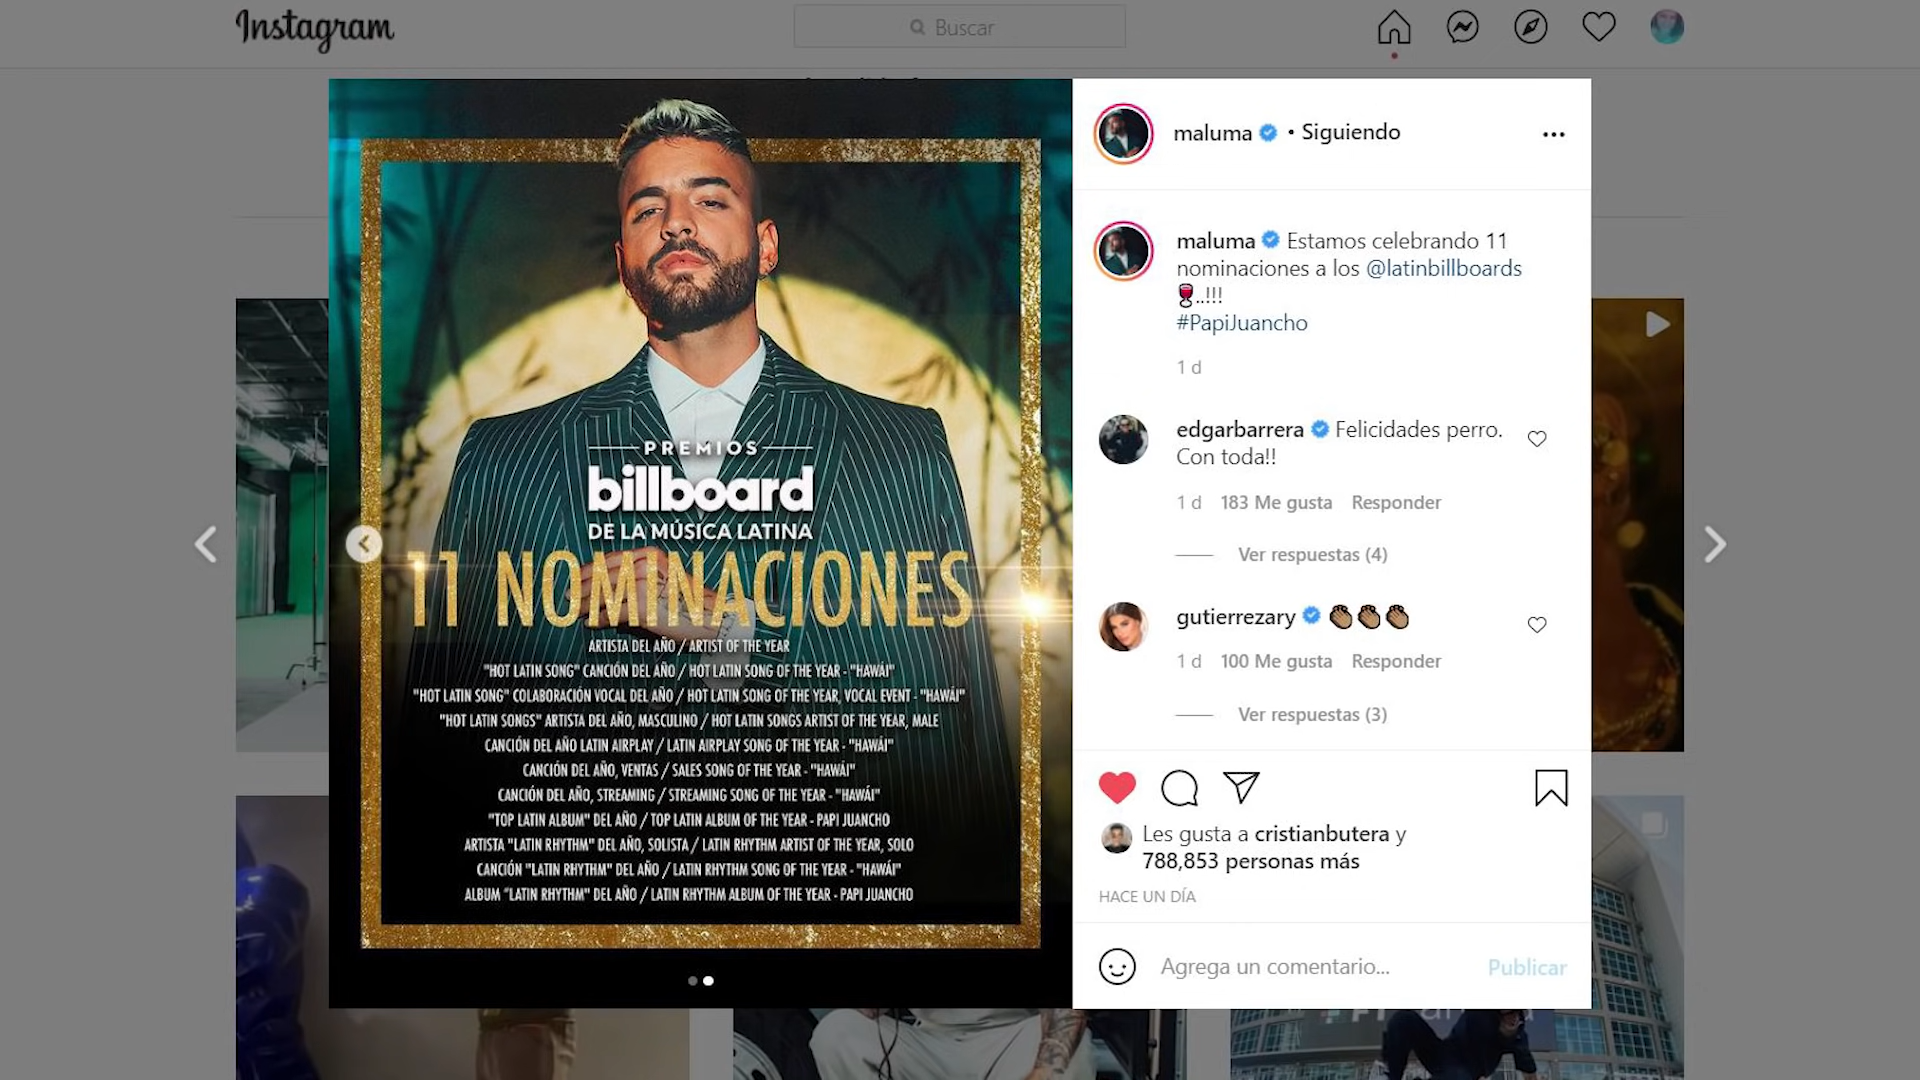 Instagram
Buscar
PREMIOS
billboard
DE LA MÚSICA LATINA
11 NOMINACIONES
ARTISTA DEL AÑO / ARTIST OF THE YEAR
"HOT LATIN SONG" CANCIÓN DEL AÑO / HOT LATIN SONG OF THE YEAR - "HAWÁI"
"HOT LATIN SONG" COLABORACIÓN VOCAL DEL AÑO / HOT LATIN SONG OF THE YEAR, VOCAL EVENT - "HAWÁI"
"HOT LATIN SONGS" ARTISTA DEL AÑO, MASCULINO / HOT LATIN SONGS ARTIST OF THE YEAR, MALE
CANCIÓN DEL AÑO LATIN AIRPLAY / LATIN AIRPLAY SONG OF THE YEAR - "HAWÁI"
CANCIÓN DEL AÑO, VENTAS / SALES SONG OF THE YEAR - "HAWÁI"
CANCIÓN DEL AÑO, STREAMING / STREAMING SONG OF THE YEAR - "HAWÁI"
"TOP LATIN ALBUM" DEL AÑO / TOP LATIN ALBUM OF THE YEAR - PAPI JUANCHO
ARTISTA "LATIN RHYTHM" DEL AÑO, SOLISTA / LATIN RHYTHM ARTIST OF THE YEAR, SOLO
CANCIÓN "LATIN RHYTHM" DEL AÑO / LATIN RHYTHM SONG OF THE YEAR - "HAWÁI"
ALBUM "LATIN RHYTHM" DEL AÑO / LATIN RHYTHM ALBUM OF THE YEAR - PAPI JUANCHO
maluma • Siguiendo
maluma Estamos celebrando 11
nominaciones a los @latinbillboards
🍷..!!!
#PapiJuancho
1 d
edgarbarrera Felicidades perro.
Con toda!!
1 d 183 Me gusta Responder
Ver respuestas (4)
gutierrezary 👏🏽👏🏽👏🏽
1 d 100 Me gusta Responder
Ver respuestas (3)
Les gusta a cristianbutera y
788,853 personas más
HACE UN DÍA
Agrega un comentario... Publicar